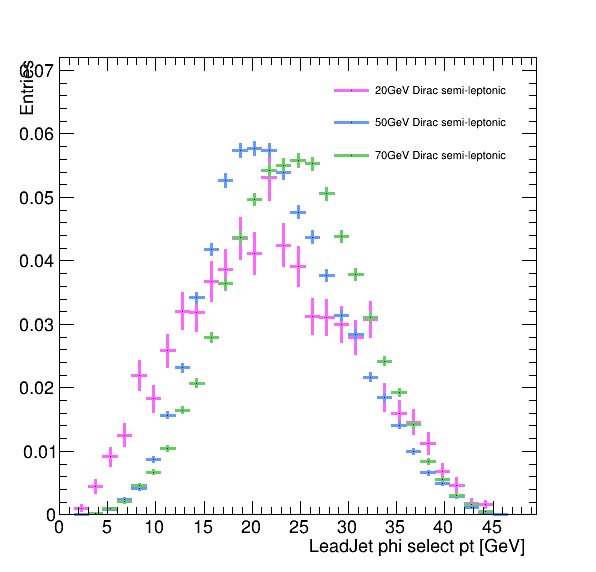 Entries
0.07
0.06
0.05
0.04
0.03
0.02
0.01
0
20GeV Dirac semi-leptonic
50GeV Dirac semi-leptonic
70GeV Dirac semi-leptonic
0 5 10 15 20 25 30 35 40 45
LeadJet phi select pt [GeV]